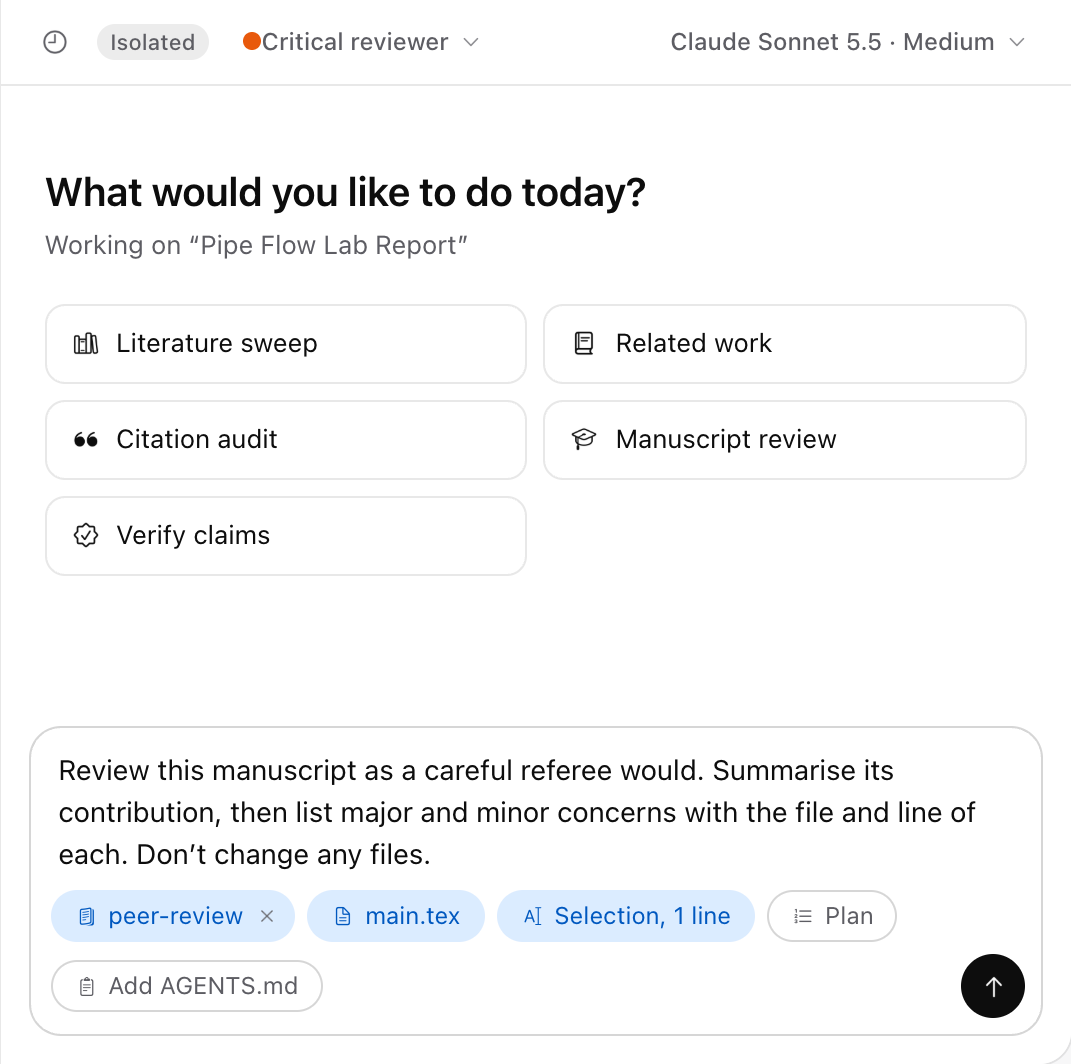 Isolated
Critical reviewer
Claude Sonnet 5.5 · Medium
What would you like to do today?
Working on “Pipe Flow Lab Report”
Literature sweep
Related work
Citation audit
Manuscript review
Verify claims
Review this manuscript as a careful referee would. Summarise its
contribution, then list major and minor concerns with the file and line of
each. Don’t change any files.
peer-review
main.tex
Selection, 1 line
Plan
Add AGENTS.md